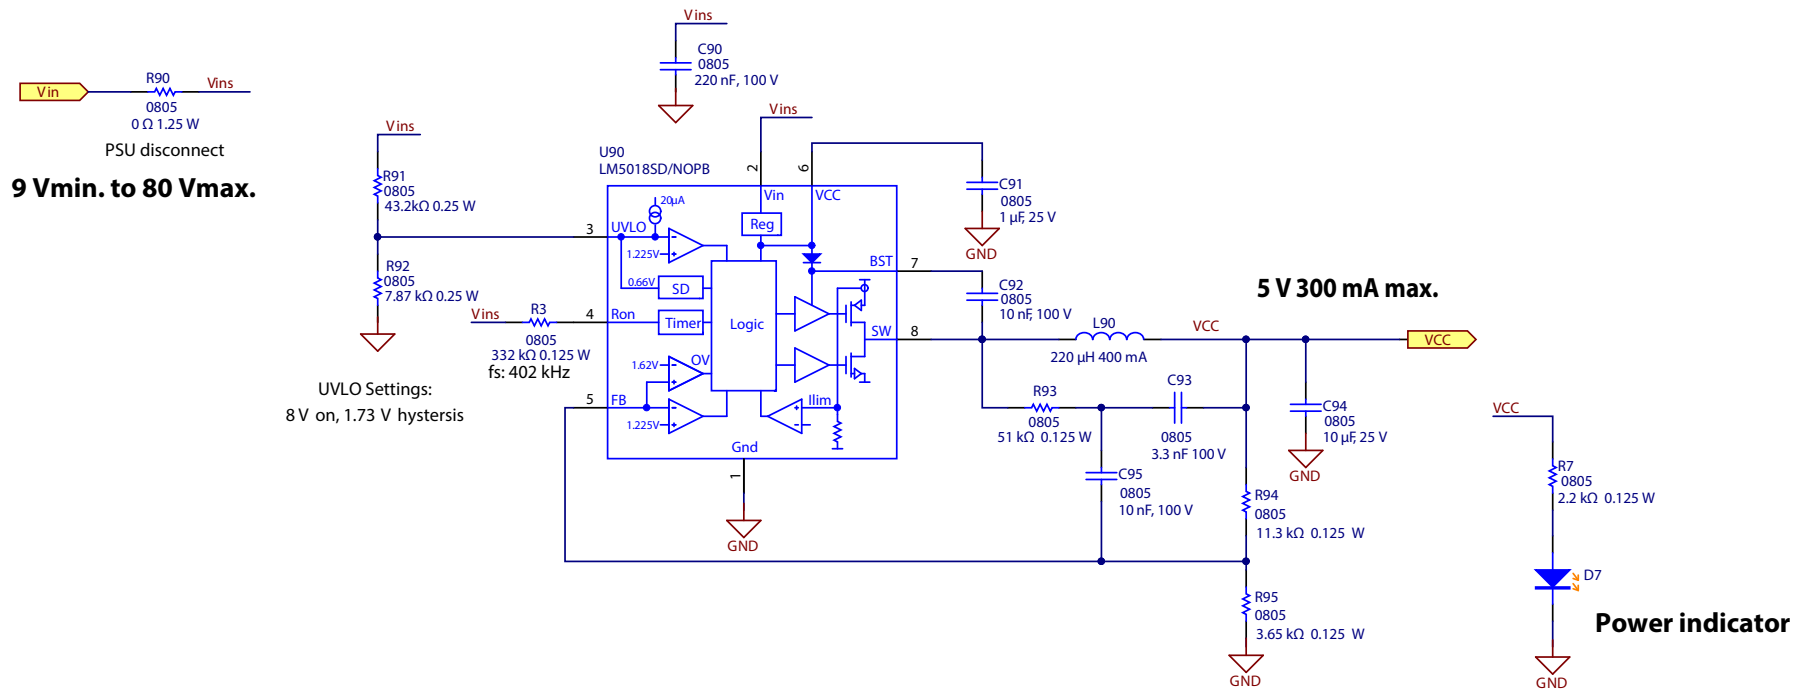 Vin
R90
Vins
0805
0 Ω 1.25 W
PSU disconnect
9 Vmin. to 80 Vmax.
Vins
C90
0805
220 nF, 100 V
Vins
R91
0805
43.2kΩ 0.25 W
R92
0805
7.87 kΩ 0.25 W
UVLO Settings:
8 V on, 1.73 V hystersis
Vins
R3
0805
332 kΩ 0.125 W
fs: 402 kHz
U90
LM5018SD/NOPB
Vins
2
6
3
4
5
1
7
8
Vin
VCC
20µA
UVLO
Reg
1.225V
0.66V
SD
BST
Ron
Timer
Logic
SW
1.62V
OV
FB
Ilim
1.225V
Gnd
GND
C91
0805
1 µF, 25 V
GND
C92
0805
10 nF, 100 V
5 V 300 mA max.
L90
220 µH 400 mA
VCC
VCC
R93
0805
51 kΩ 0.125 W
C93
0805
3.3 nF 100 V
C94
0805
10 µF, 25 V
GND
C95
0805
10 nF, 100 V
R94
0805
11.3 kΩ 0.125 W
R95
0805
3.65 kΩ 0.125 W
GND
VCC
R7
0805
2.2 kΩ 0.125 W
D7
Power indicator
GND